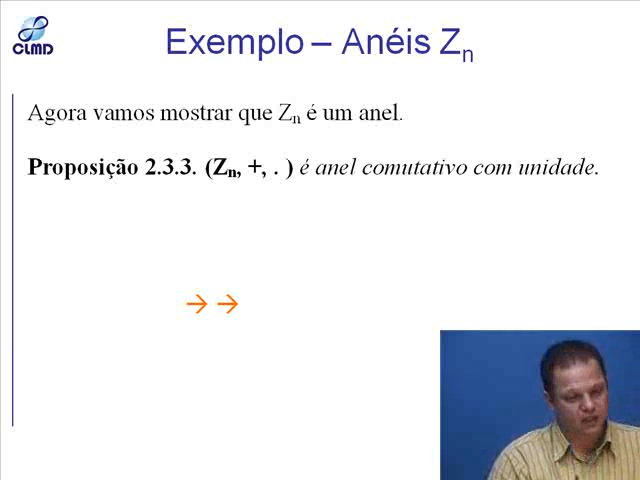 CLMD
Exemplo – Anéis Zn
Agora vamos mostrar que Zn é um anel.
Proposição 2.3.3. (Zn, +, . ) é anel comutativo com unidade.
→ →